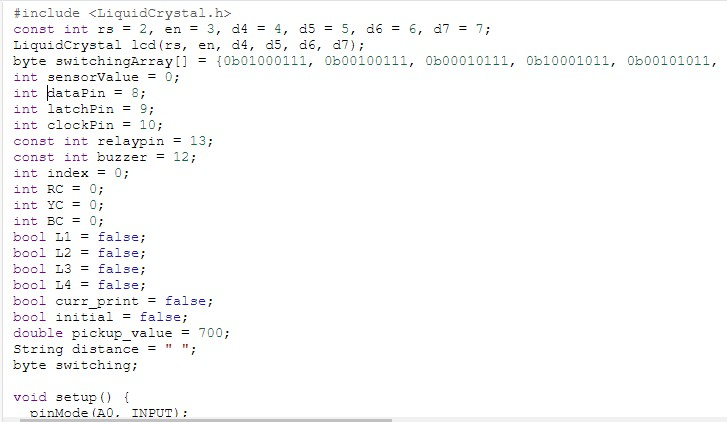 #include <LiquidCrystal.h>
const int rs = 2, en = 3, d4 = 4, d5 = 5, d6 = 6, d7 = 7;
LiquidCrystal lcd(rs, en, d4, d5, d6, d7);
byte switchingArray[] = {0b01000111, 0b00100111, 0b00010111, 0b10001011, 0b00101011,
int sensorValue = 0;
int dataPin = 8;
int latchPin = 9;
int clockPin = 10;
const int relaypin = 13;
const int buzzer = 12;
int index = 0;
int RC = 0;
int YC = 0;
int BC = 0;
bool L1 = false;
bool L2 = false;
bool L3 = false;
bool L4 = false;
bool curr_print = false;
bool initial = false;
double pickup_value = 700;
String distance = " ";
byte switching;
void setup() {
pinMode(A0, INPUT);